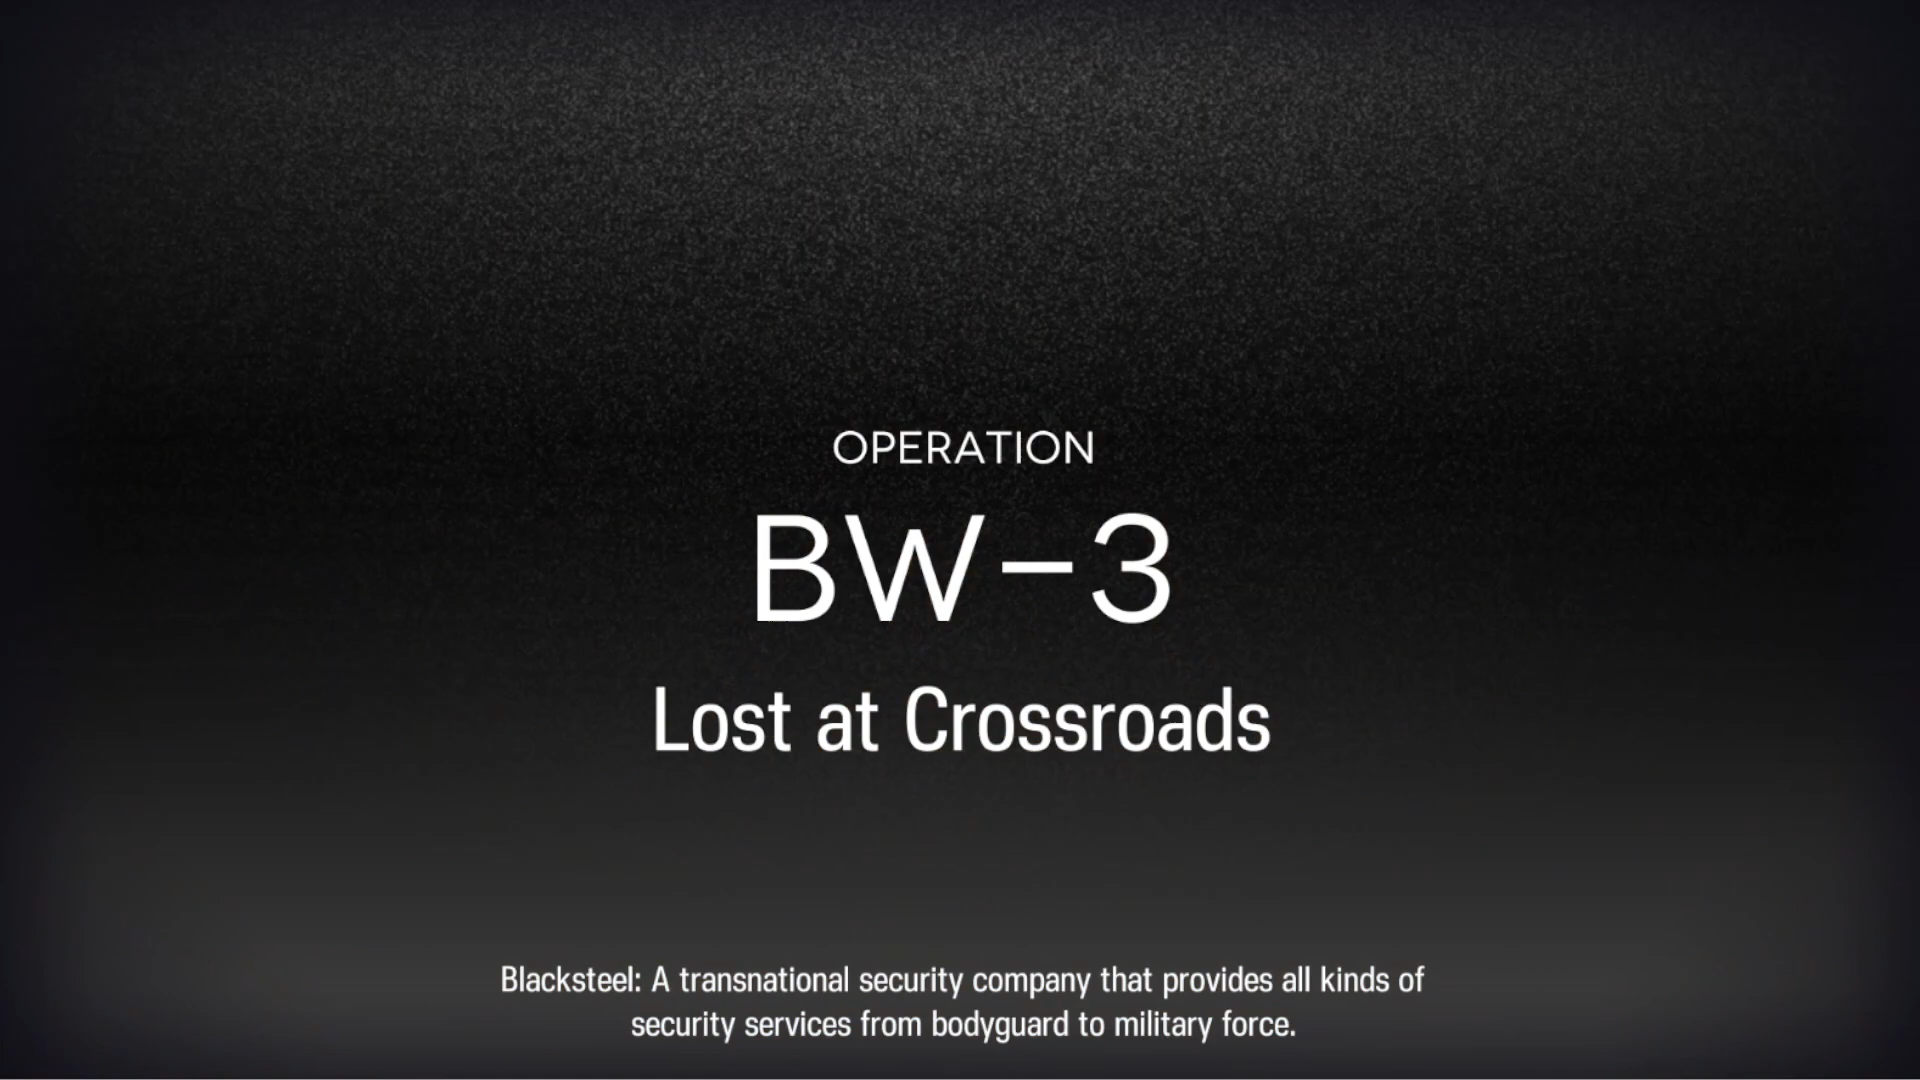 OPERATION
BW-3
Lost at Crossroads
Blacksteel: A transnational security company that provides all kinds of
security services from bodyguard to military force.